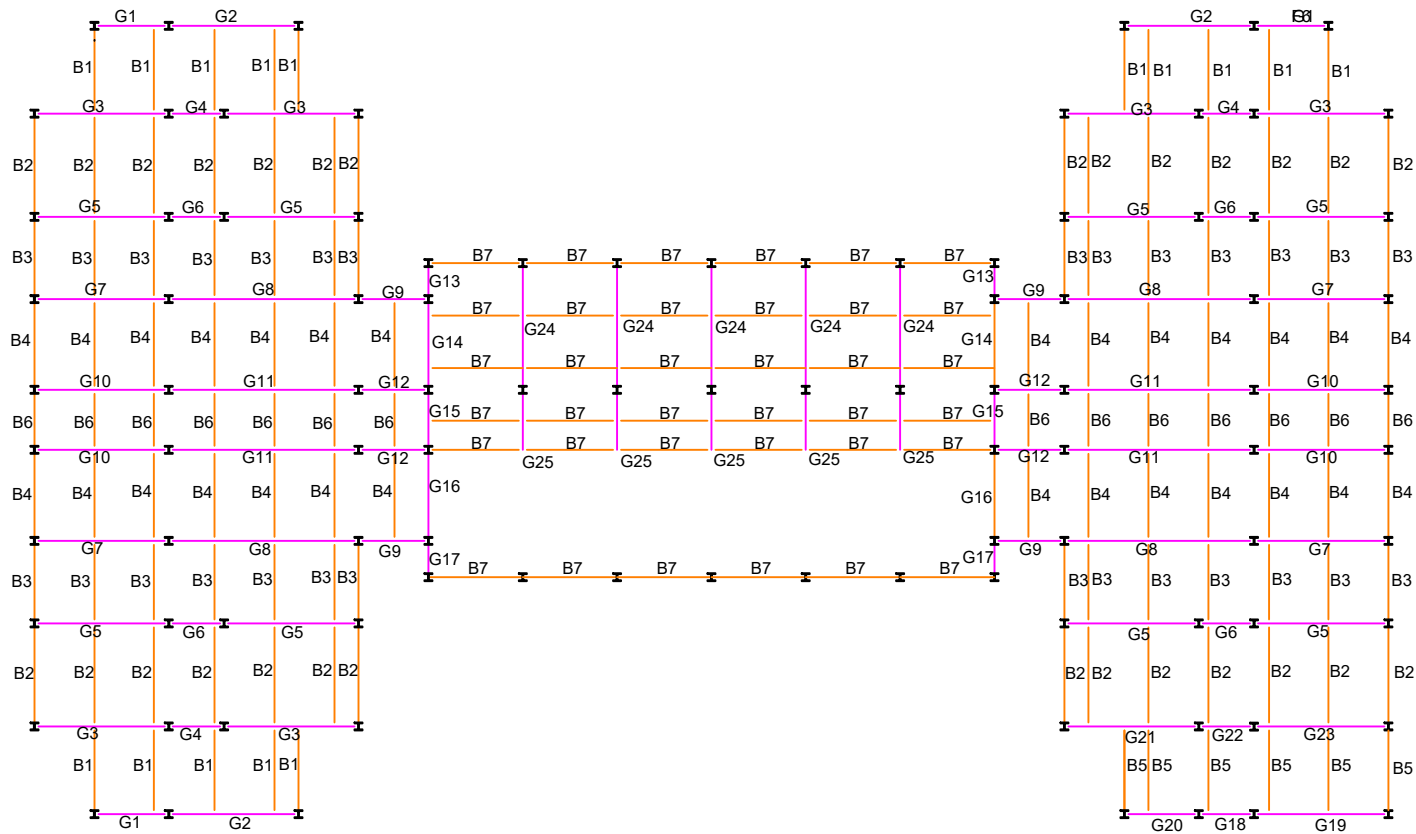 G1 G2 G2
B1 B1 B1 B1 B1 B1 B1 B1 B1 B1
G3 G4 G3 G3 G4 G3
B2 B2 B2 B2 B2 B2 B2 B2 B2 B2 B2 B2 B2 B2
G5 G6 G5 G5 G6 G5
B3 B3 B3 B3 B3 B3 B3 B3 B3 B3 B3 B3 B3 B3
B7 B7 B7 B7 B7 B7
G13 G13
G7 G8 G9 G9 G8 G7
B7 B7 B7 B7 B7 B7
G24 G24 G24 G24 G24
B4 B4 B4 B4 B4 B4 B4 G14 G14 B4 B4 B4 B4 B4 B4 B4
B7 B7 B7 B7 B7 B7
G10 G11 G12 G12 G11 G10
G15 B7 B7 B7 B7 B7 B7 G15
B6 B6 B6 B6 B6 B6 B6 B6 B6 B6 B6 B6 B6 B6
B7 B7 B7 B7 B7 B7
G10 G11 G12 G25 G25 G25 G25 G25 G12 G11 G10
B4 B4 B4 B4 B4 B4 B4 G16 G16 B4 B4 B4 B4 B4 B4 B4
G7 G8 G9 G17 G17 G9 G8 G7
B7 B7 B7 B7 B7 B7
B3 B3 B3 B3 B3 B3 B3 B3 B3 B3 B3 B3 B3 B3
G5 G6 G5 G5 G6 G5
B2 B2 B2 B2 B2 B2 B2 B2 B2 B2 B2 B2 B2 B2
G3 G4 G3 G21 G22 G23
B1 B1 B1 B1 B1 B5 B5 B5 B5 B5 B5
G1 G2 G20 G18 G19